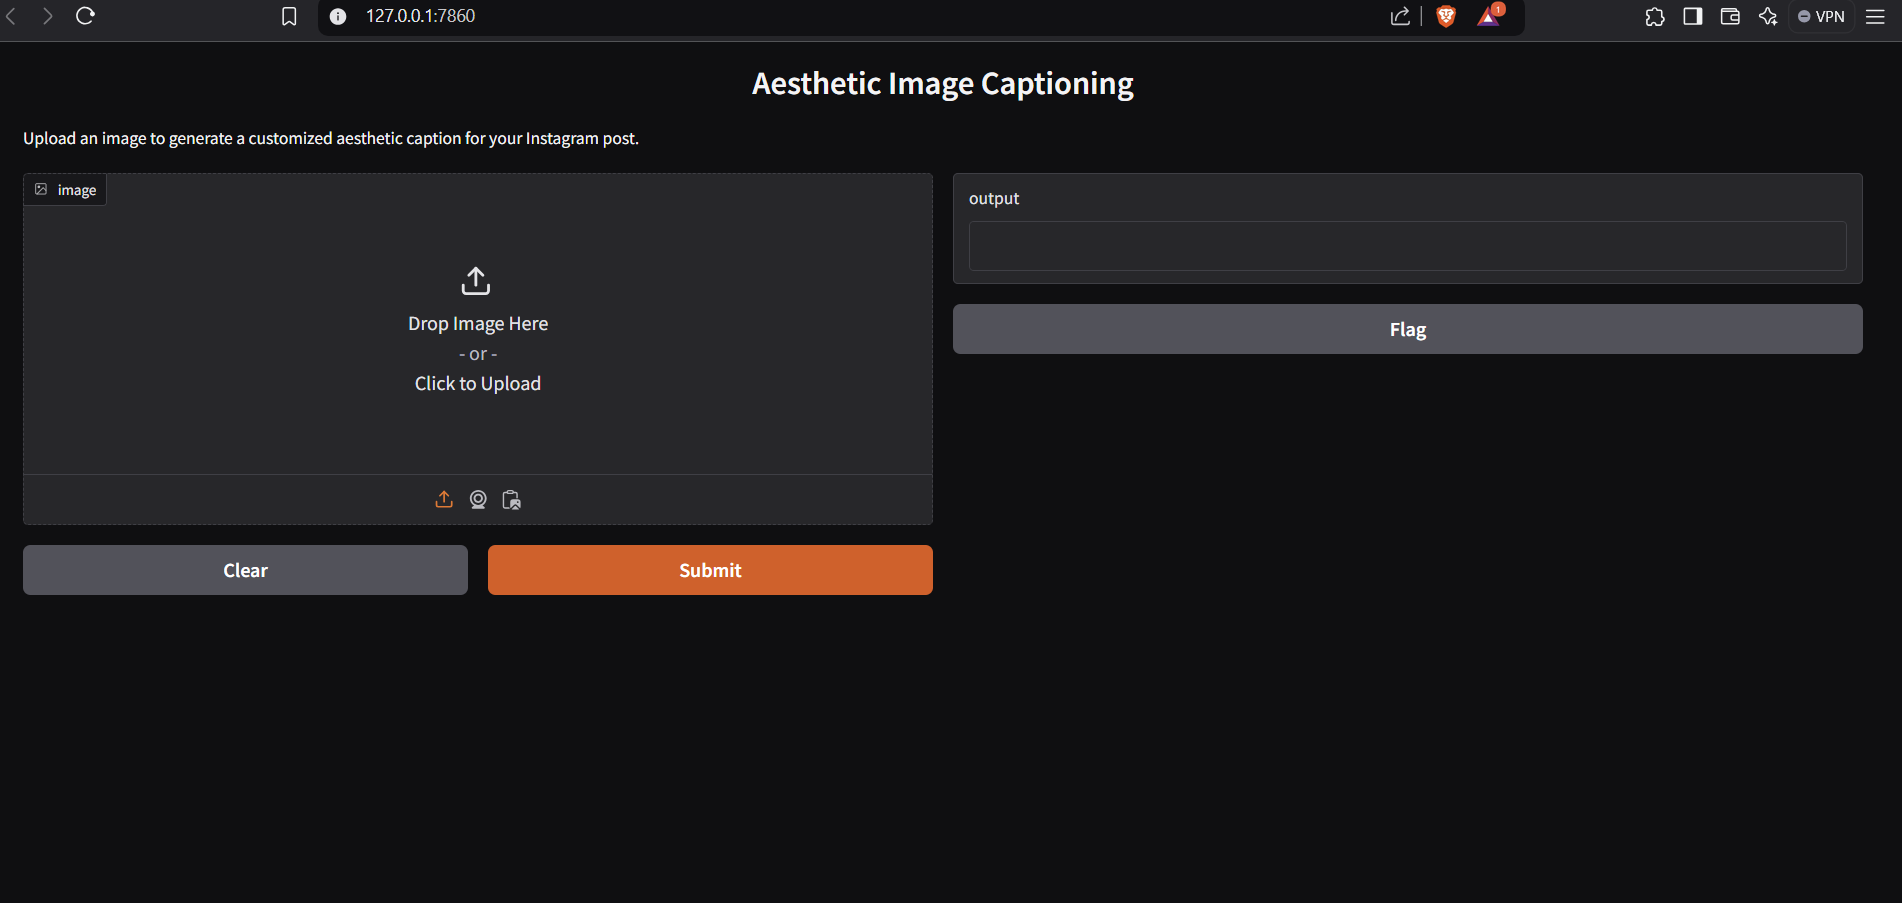 127.0.0.1:7860
1
VPN
Aesthetic Image Captioning
Upload an image to generate a customized aesthetic caption for your Instagram post.
image
Drop Image Here
- or -
Click to Upload
Clear
Submit
output
Flag